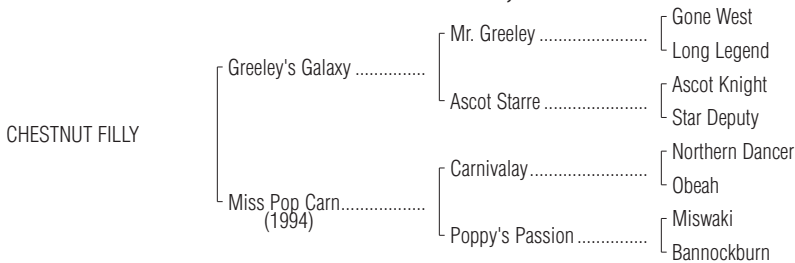 Gone West
Mr. Greeley ......................
Long Legend
Greeley's Galaxy ...............
Ascot Knight
Ascot Starre .....................
Star Deputy
CHESTNUT FILLY
Northern Dancer
Carnivalay........................
Obeah
Miss Pop Carn..................
(1994)
Miswaki
Poppy's Passion ...............
Bannockburn